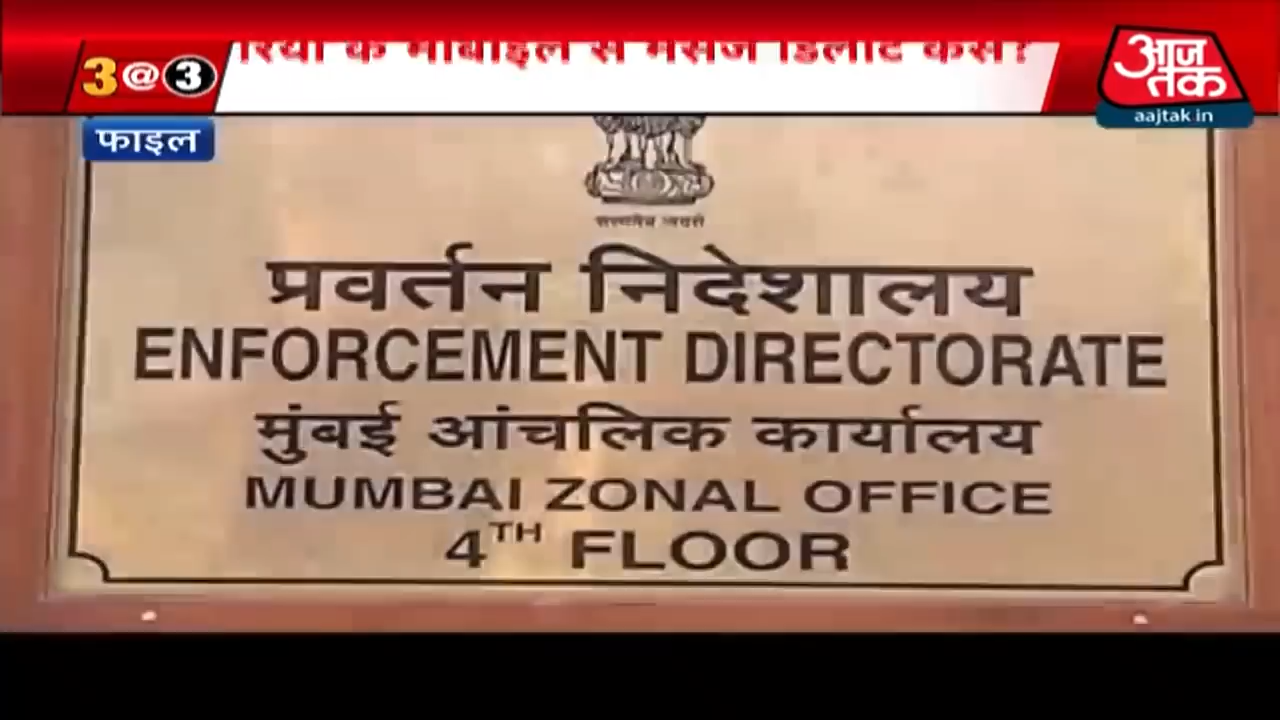 3@3
आज तक
aajtak.in
फाइल
सत्यमेव जयते
प्रवर्तन निदेशालय
ENFORCEMENT DIRECTORATE
मुंबई आंचलिक कार्यालय
MUMBAI ZONAL OFFICE
4TH FLOOR